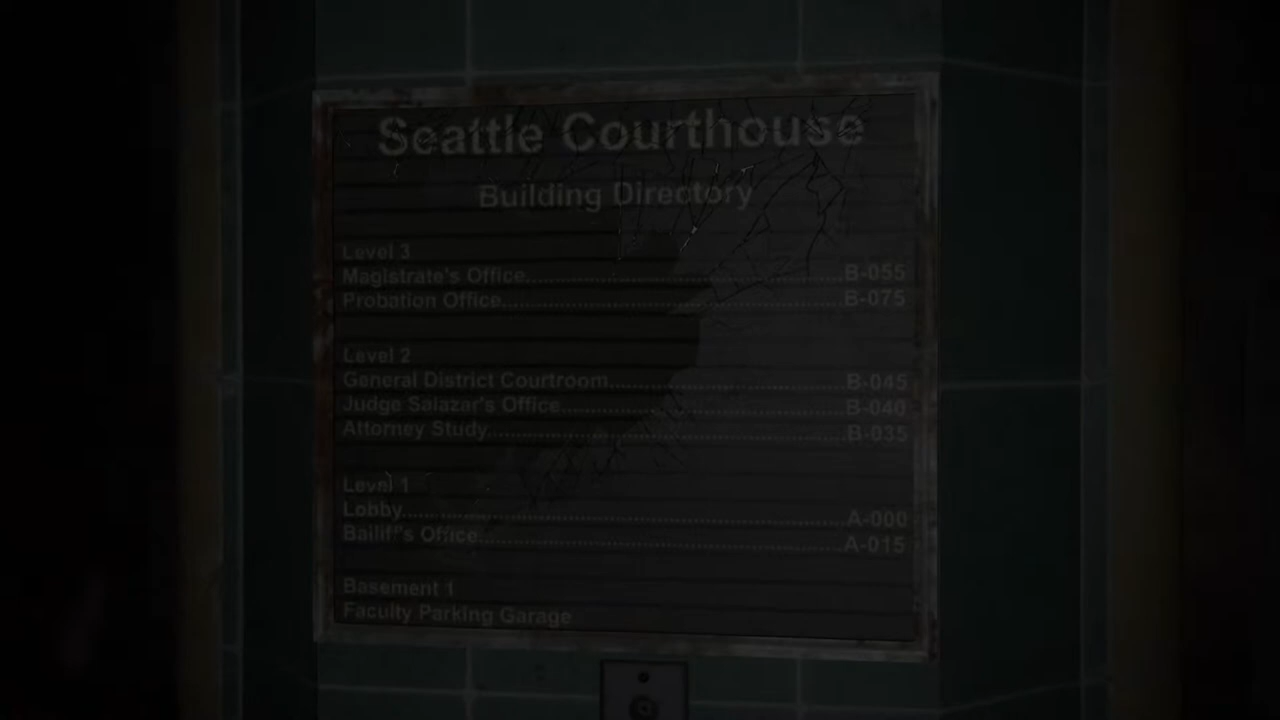 Seattle Courthouse
Building Directory
Level 3
Magistrate's Office..........B-055
Probation Office..........B-075
Level 2
General District Courtroom..........B-045
Judge Salazar's Office..........B-040
Attorney Study..........B-035
Level 1
Lobby..........A-000
Bailiff's Office..........A-015
Basement 1
Faculty Parking Garage